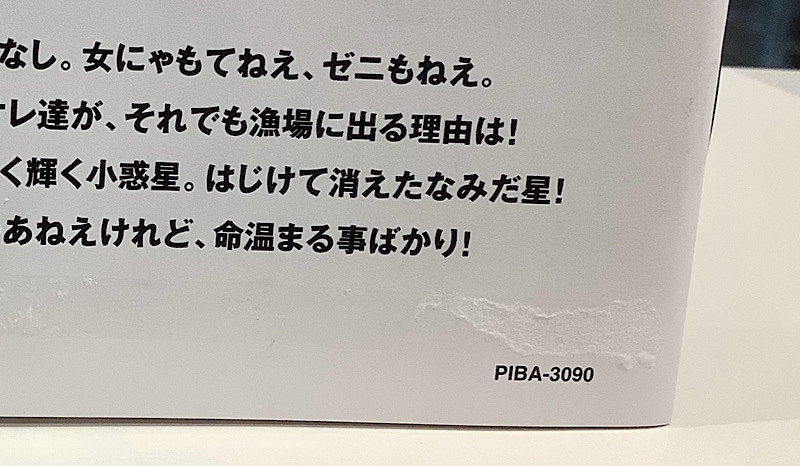 なし。女にゃもてねえ、ゼニもねえ。
オレ達が、それでも漁場に出る理由は!
く輝く小惑星。はじけて消えたなみだ星!
あねえけれど、命温まる事ばかり!
PIBA-3090